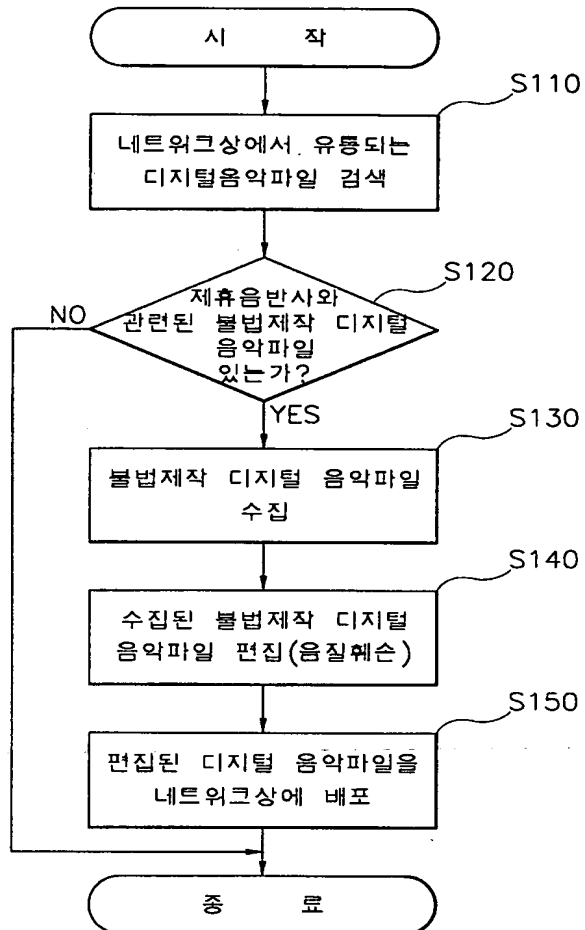 시 작
S110
네트워크상에서 유통되는
디지털음악파일 검색
S120
제휴음반사와
관련된 불법제작 디지털
음악파일
있는가?
NO
YES
S130
불법제작 디지털 음악파일
수집
S140
수집된 불법제작 디지털
음악파일 편집(음질훼손)
S150
편집된 디지털 음악파일을
네트워크상에 배포
종 료